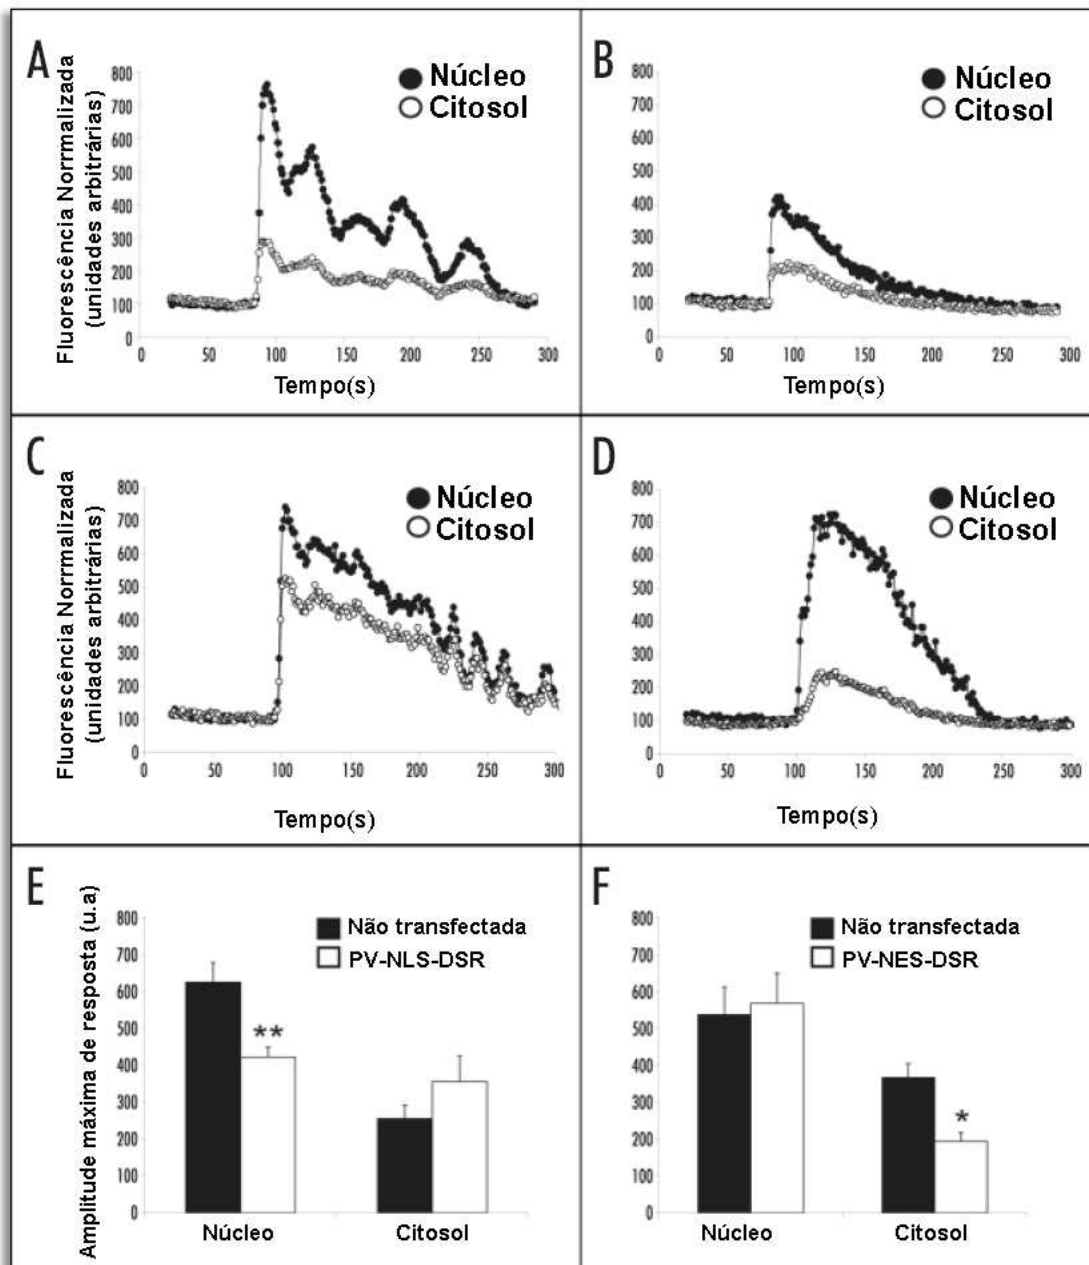 A
Fluorescência Norrmalizada
(unidades arbitrárias)
800
700
600
500
400
300
200
100
0
0 50 100 150 200 250 300
Tempo(s)
Núcleo
Citosol
B
800
700
600
500
400
300
200
100
0
0 50 100 150 200 250 300
Tempo(s)
Núcleo
Citosol
C
Fluorescência Norrmalizada
(unidades arbitrárias)
800
700
600
500
400
300
200
100
0
0 50 100 150 200 250 300
Tempo(s)
Núcleo
Citosol
D
800
700
600
500
400
300
200
100
0
0 50 100 150 200 250 300
Tempo(s)
Núcleo
Citosol
E
Amplitude máxima de resposta (u.a)
800
700
600
500
400
300
200
100
0
Não transfectada
PV-NLS-DSR
**
Núcleo Citosol
F
800
700
600
500
400
300
200
100
0
Não transfectada
PV-NES-DSR
*
Núcleo Citosol